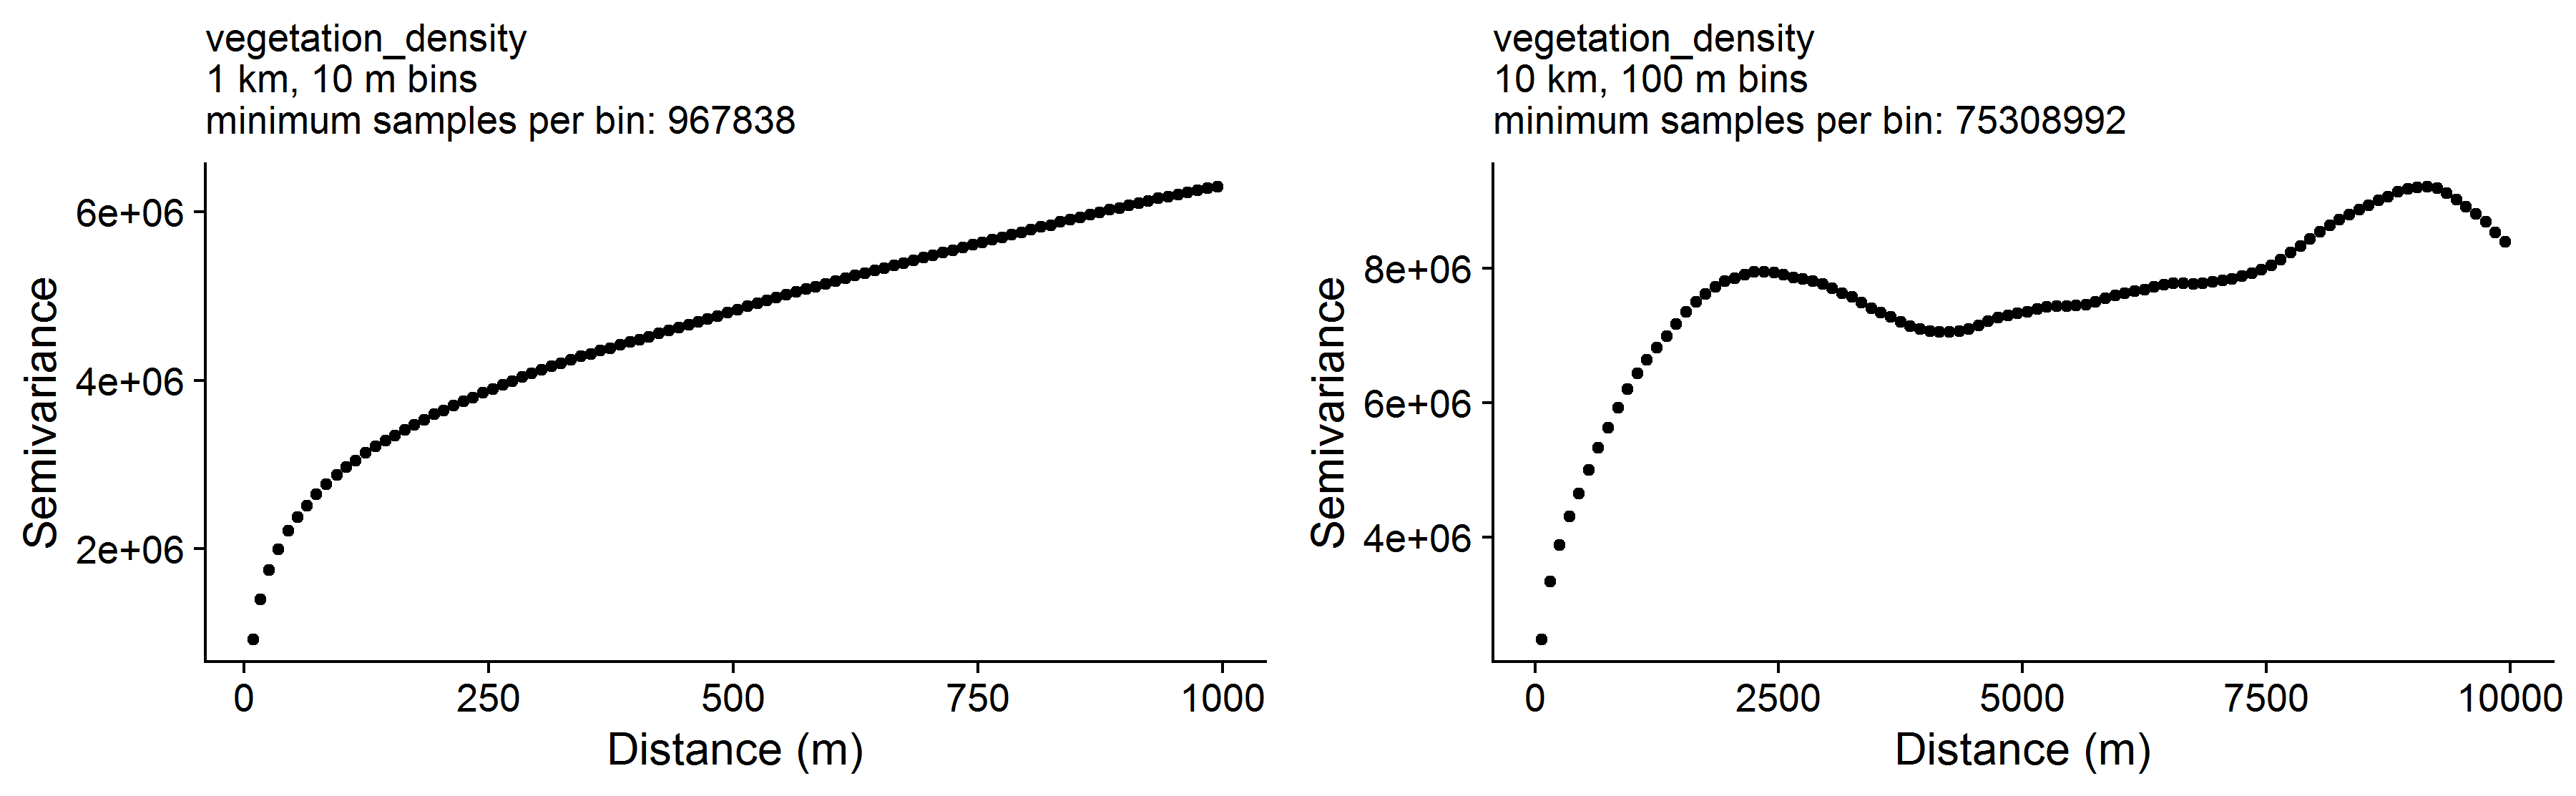 vegetation_density
1 km, 10 m bins
minimum samples per bin: 967838
Semivariance
6e+06
4e+06
2e+06
0 250 500 750 1000
Distance (m)
vegetation_density
10 km, 100 m bins
minimum samples per bin: 75308992
Semivariance
8e+06
6e+06
4e+06
0 2500 5000 7500 10000
Distance (m)